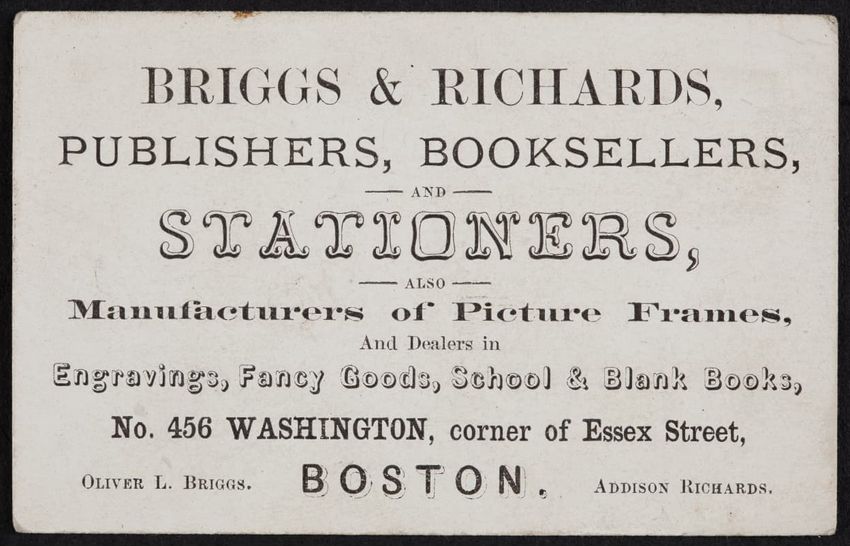 BRIGGS & RICHARDS,
PUBLISHERS, BOOKSELLERS,
AND
STATIONERS,
ALSO
Manufacturers of Picture Frames,
And Dealers in
Engravings, Fancy Goods, School & Blank Books,
No. 456 WASHINGTON, corner of Essex Street,
OLIVER L. BRIGGS. BOSTON. ADDISON RICHARDS.